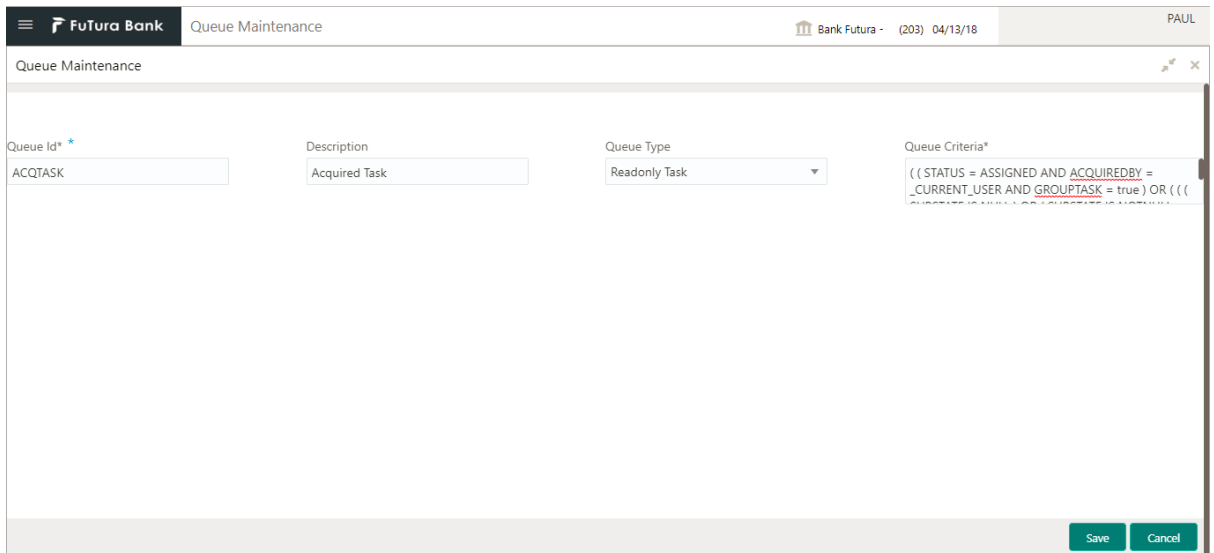 FuTura Bank
Queue Maintenance
Bank Futura - (203) 04/13/18
PAUL
Queue Maintenance
Queue Id* *
Description
Queue Type
Queue Criteria*
ACQTASK
Acquired Task
Readonly Task
( ( STATUS = ASSIGNED AND ACQUIREDBY =
_CURRENT_USER AND GROUPTASK = true ) OR ( ( (
Save
Cancel